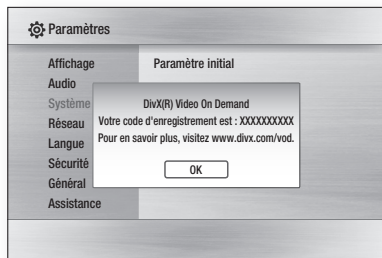 Paramètres
Affichage
Paramètre initial
Audio
Système
Réseau
Langue
Sécurité
Général
Assistance
DivX(R) Video On Demand
Votre code d'enregistrement est : XXXXXXXXXX
Pour en savoir plus, visitez www.divx.com/vod.
OK